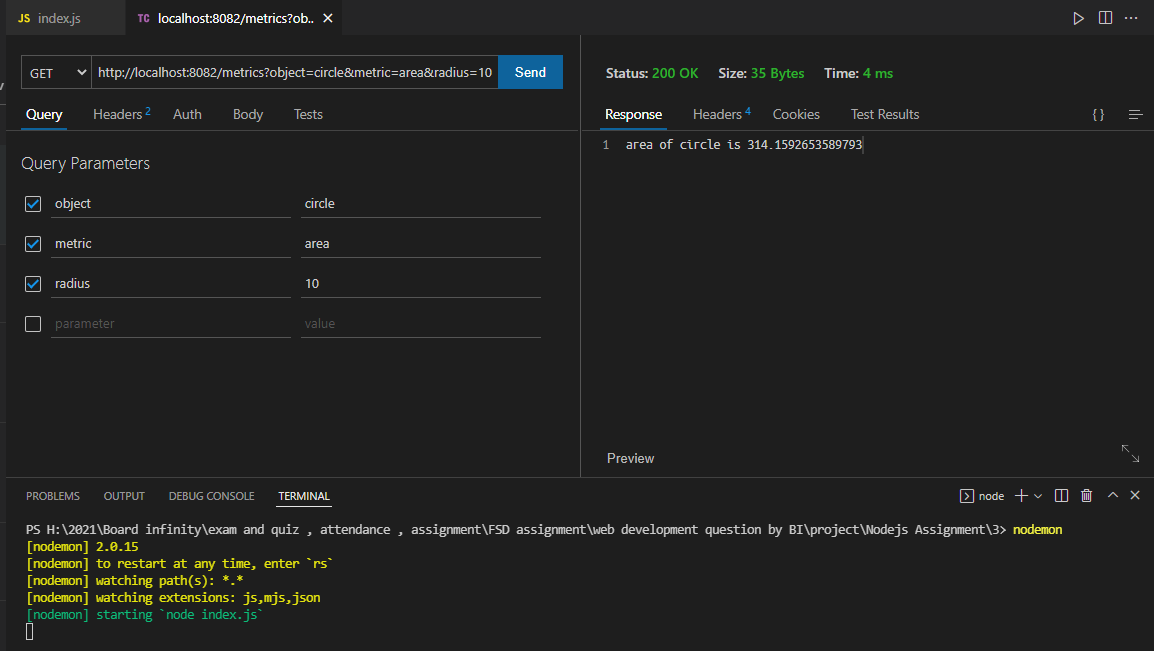 JS index.js TC localhost:8082/metrics?ob..
GET http://localhost:8082/metrics?object=circle&metric=area&radius=10 Send
Query Headers 2 Auth Body Tests
Query Parameters
object circle
metric area
radius 10
parameter value
Status: 200 OK Size: 35 Bytes Time: 4 ms
Response Headers 4 Cookies Test Results { }
1 area of circle is 314.1592653589793
Preview
PROBLEMS OUTPUT DEBUG CONSOLE TERMINAL node
PS H:\2021\Board infinity\exam and quiz , attendance , assignment\FSD assignment\web development question by BI\project\Nodejs Assignment\3> nodemon
[nodemon] 2.0.15
[nodemon] to restart at any time, enter `rs`
[nodemon] watching path(s): *.*
[nodemon] watching extensions: js,mjs,json
[nodemon] starting `node index.js`